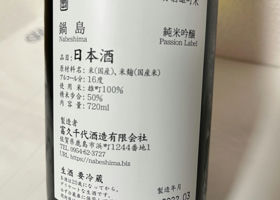 鍋島 純米吟醸
Nabeshima Passion Label
品目: 日本酒
原材料名: 米(国産)、米麹(国産米)
アルコール分: 16度
使用米: 雄町100%
精米歩合: 50%
内容量: 720ml
製造者
富久千代酒造有限会社
佐賀県鹿島市浜町1244番地1
TEL 0954-62-3727
URL https://nabeshima.biz
生酒 要冷蔵
製造年月